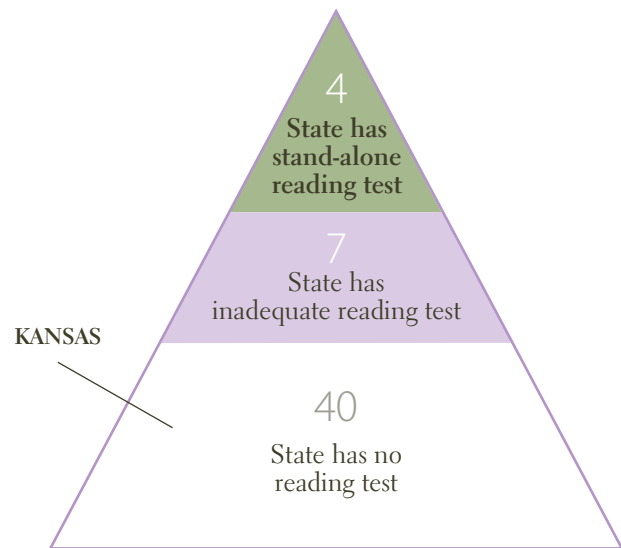 4
State has
stand-alone
reading test
7
State has
inadequate reading test
KANSAS
40
State has no
reading test